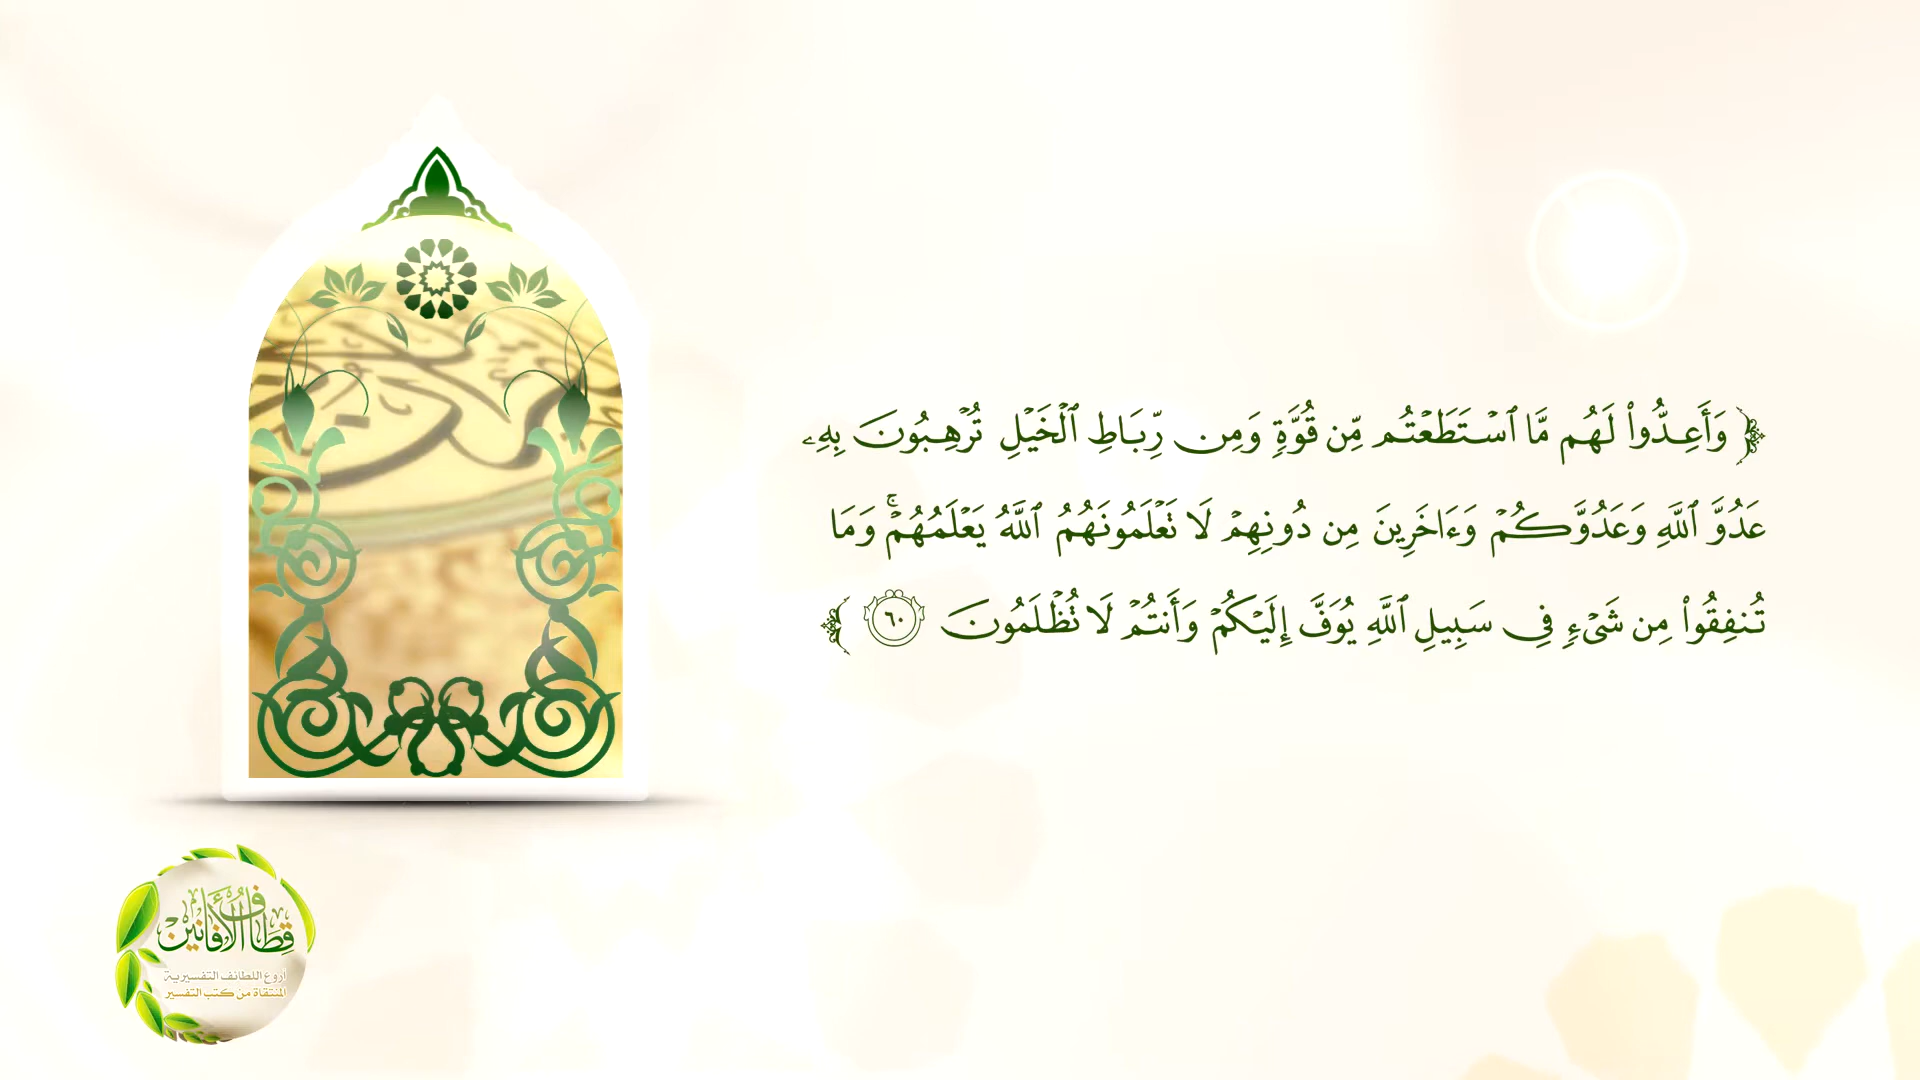 ﴿ وَأَعِدُّوا۟ لَهُم مَّا ٱسْتَطَعْتُم مِّن قُوَّةٍ وَمِن رِّبَاطِ ٱلْخَيْلِ تُرْهِبُونَ بِهِۦ
عَدُوَّ ٱللَّهِ وَعَدُوَّكُمْ وَءَاخَرِينَ مِن دُونِهِمْ لَا تَعْلَمُونَهُمُ ٱللَّهُ يَعْلَمُهُمْ ۚ وَمَا
تُنفِقُوا۟ مِن شَىْءٍ فِى سَبِيلِ ٱللَّهِ يُوَفَّ إِلَيْكُمْ وَأَنتُمْ لَا تُظْلَمُونَ ٦٠ ﴾
قطاف الأفانين
أروع اللطائف التفسيرية
المنتقاة من كتب التفسير